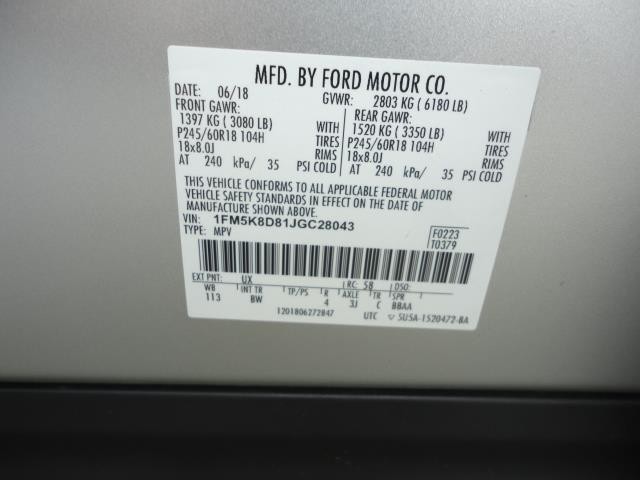 MFD. BY FORD MOTOR CO.
DATE: 06/18 GVWR: 2803 KG ( 6180 LB)
FRONT GAWR: REAR GAWR:
1397 KG ( 3080 LB) WITH 1520 KG ( 3350 LB) WITH
P245/60R18 104H TIRES P245/60R18 104H TIRES
18x8.0J RIMS 18x8.0J RIMS
AT 240 kPa/ 35 PSI COLD AT 240 kPa/ 35 PSI COLD
THIS VEHICLE CONFORMS TO ALL APPLICABLE FEDERAL MOTOR
VEHICLE SAFETY STANDARDS IN EFFECT ON THE DATE OF
MANUFACTURE SHOWN ABOVE.
VIN: 1FM5K8D81JGC28043 F0223
TYPE: MPV T0379
EXT PNT: UX RC: 58 DSO:
WB INT TR TP/PS R AXLE TR SPR
113 BW 4 3J C BBAA
1201806272847 UTC ▽ 5U5A-1520472-BA